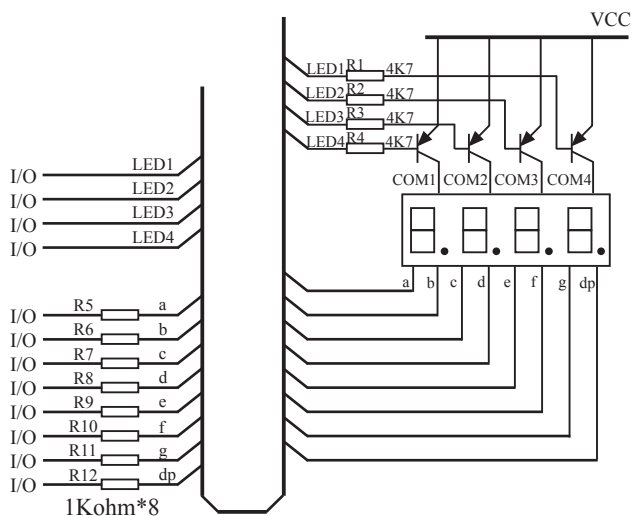 VCC
LED1 R1 4K7
LED2 R2 4K7
LED3 R3 4K7
LED4 R4 4K7
COM1 COM2 COM3 COM4
a b c d e f g dp
I/O LED1
I/O LED2
I/O LED3
I/O LED4
I/O R5 a
I/O R6 b
I/O R7 c
I/O R8 d
I/O R9 e
I/O R10 f
I/O R11 g
I/O R12 dp
1Kohm*8